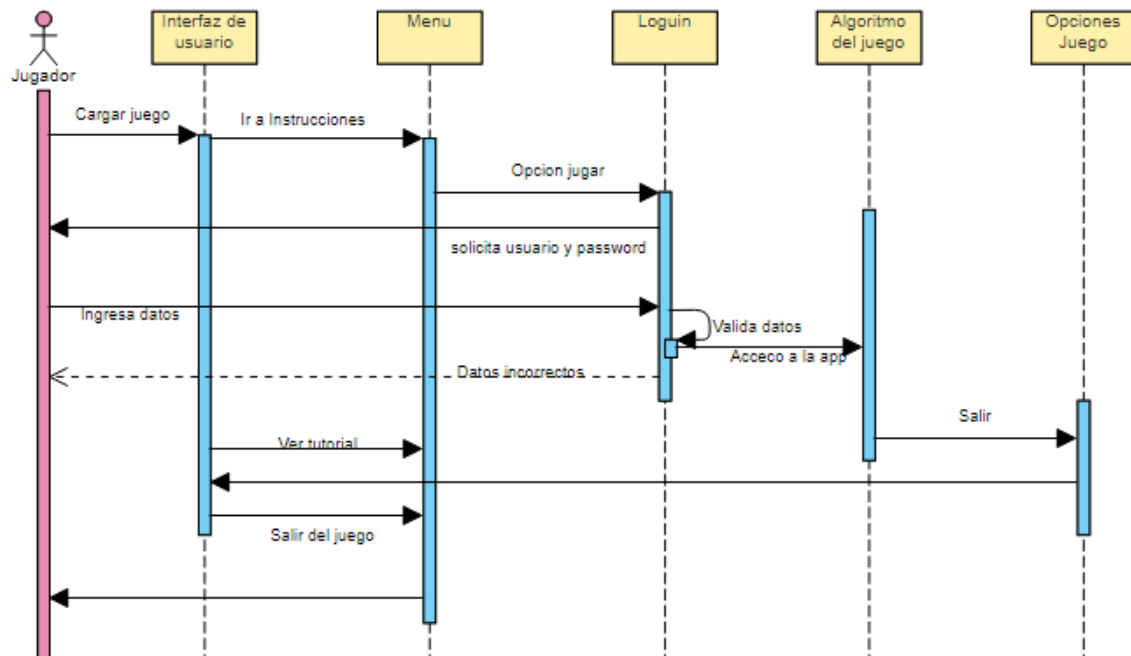 Interfaz de
usuario
Menu
Loguin
Algoritmo
del juego
Opciones
Juego
Jugador
Cargar juego
Ir a Instrucciones
Opcion jugar
solicita usuario y password
Ingresa datos
Valida datos
Acceco a la app
Datos incorrectos
Salir
Ver tutorial
Salir del juego